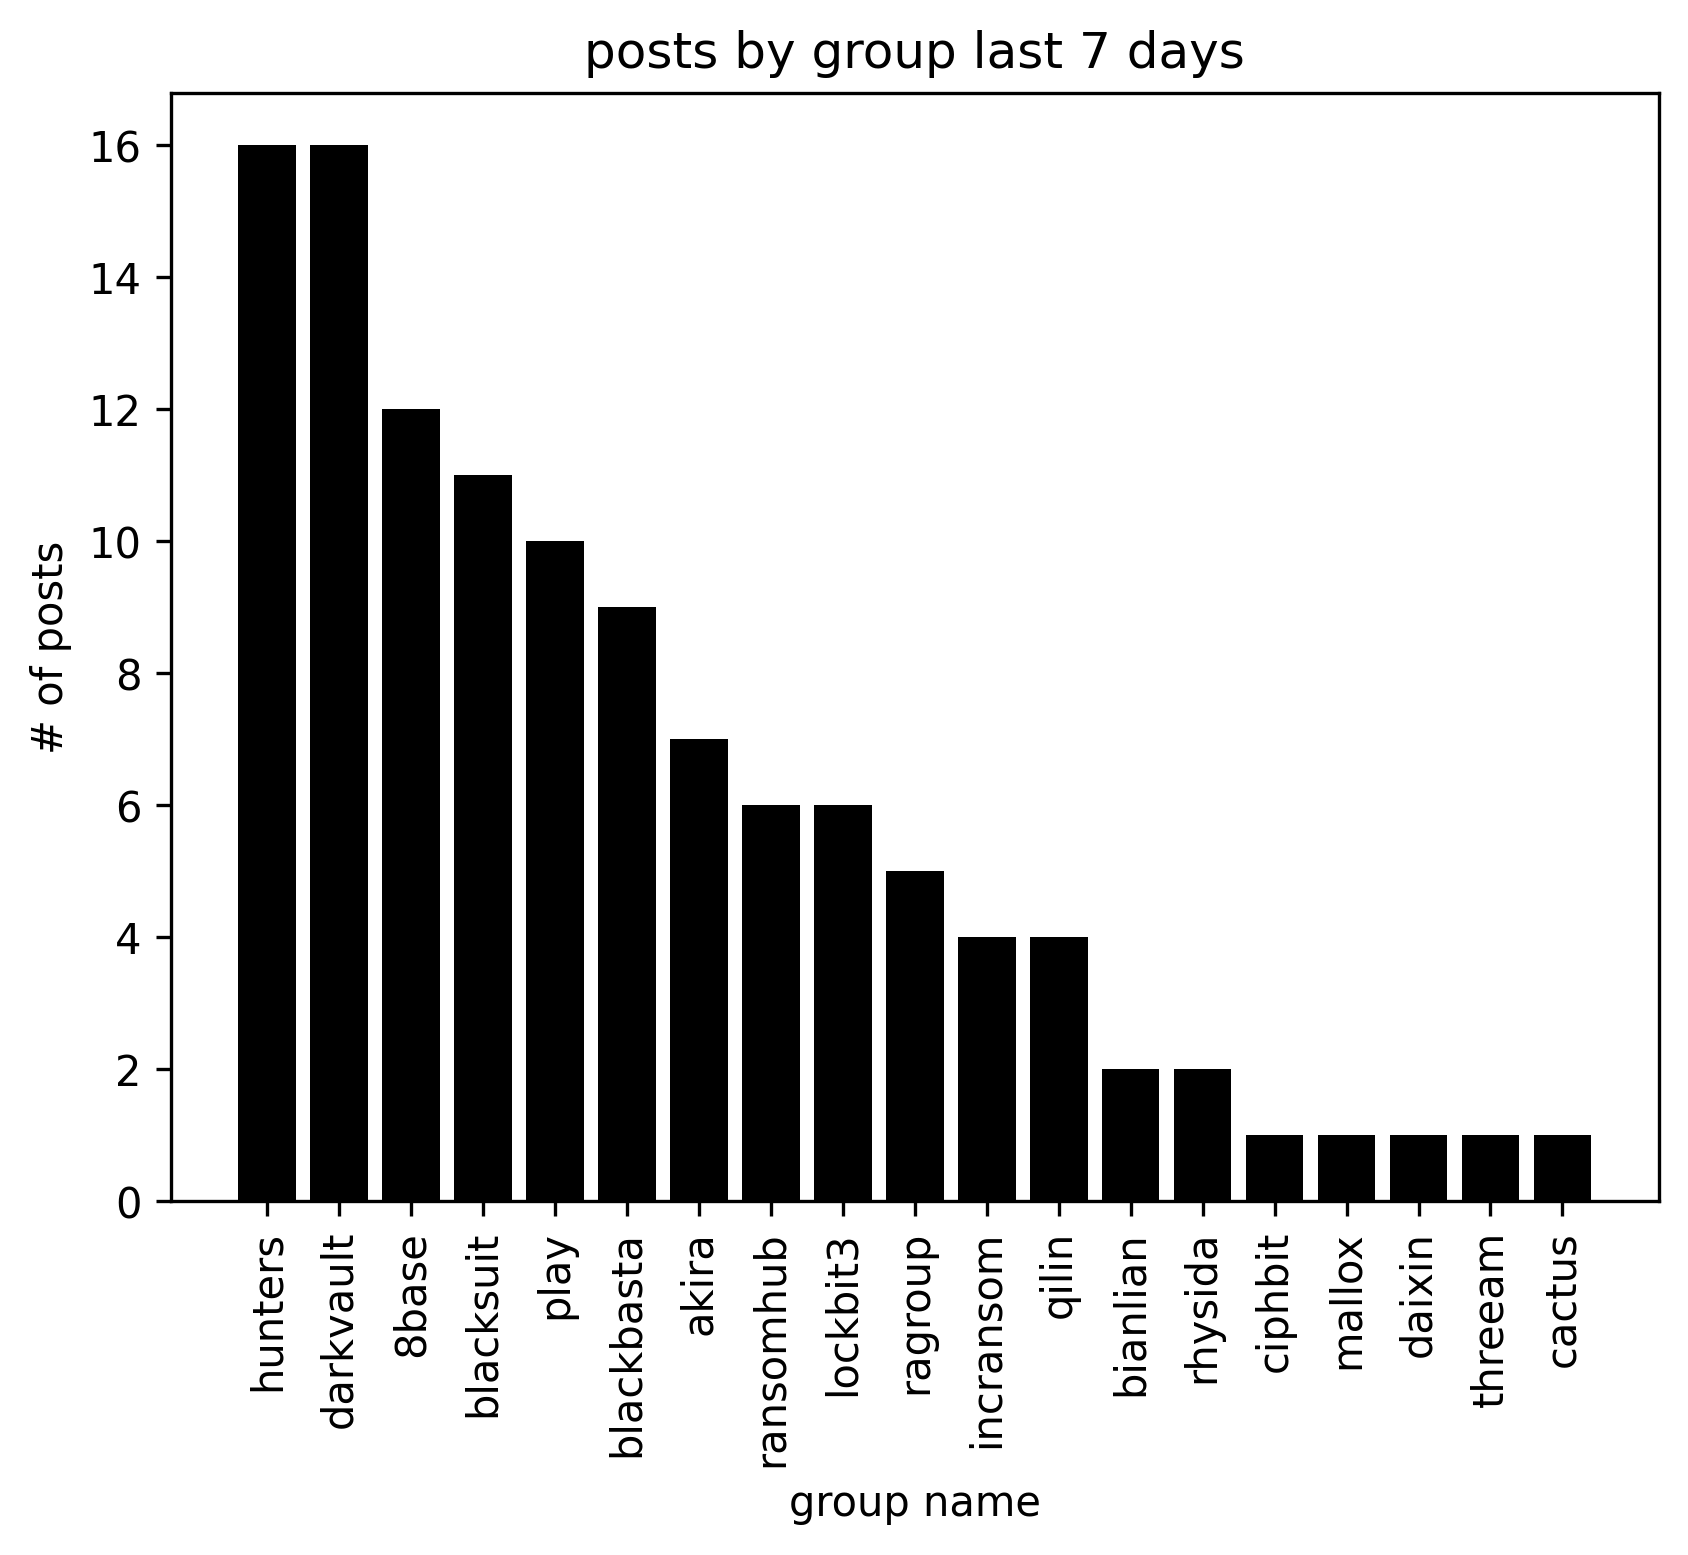 posts by group last 7 days
16
14
12
10
8
6
4
2
0
# of posts
hunters
darkvault
8base
blacksuit
play
blackbasta
akira
ransomhub
lockbit3
ragroup
incransom
qilin
bianlian
rhysida
ciphbit
mallox
daixin
threeam
cactus
group name